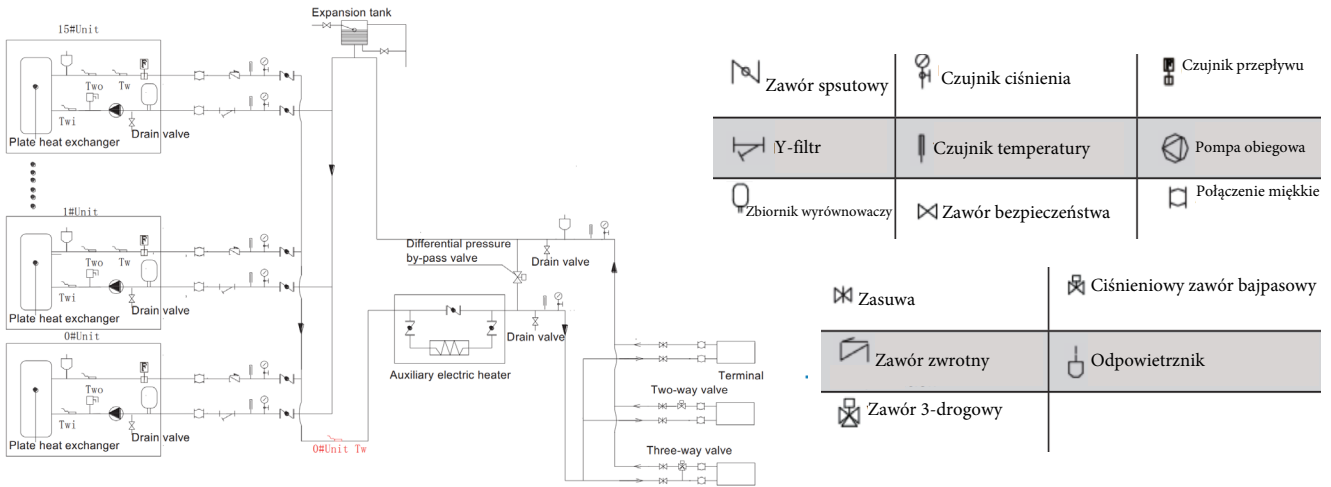 Expansion tank
15#Unit
F
Two
Tw
Twi
Drain valve
Plate heat exchanger
1#Unit
F
Two
Tw
Twi
Drain valve
Plate heat exchanger
0#Unit
F
Two
Twi
Drain valve
Plate heat exchanger
0#Unit Tw
Differential pressure
by-pass valve
Drain valve
Drain valve
Auxiliary electric heater
Terminal
Two-way valve
Three-way valve
Zawór spsutowy
Czujnik ciśnienia
F
Czujnik przepływu
Y-filtr
Czujnik temperatury
Pompa obiegowa
Zbiornik wyrównowaczy
Zawór bezpieczeństwa
Połączenie miękkie
Zasuwa
Ciśnieniowy zawór bajpasowy
Zawór zwrotny
Odpowietrznik
Zawór 3-drogowy